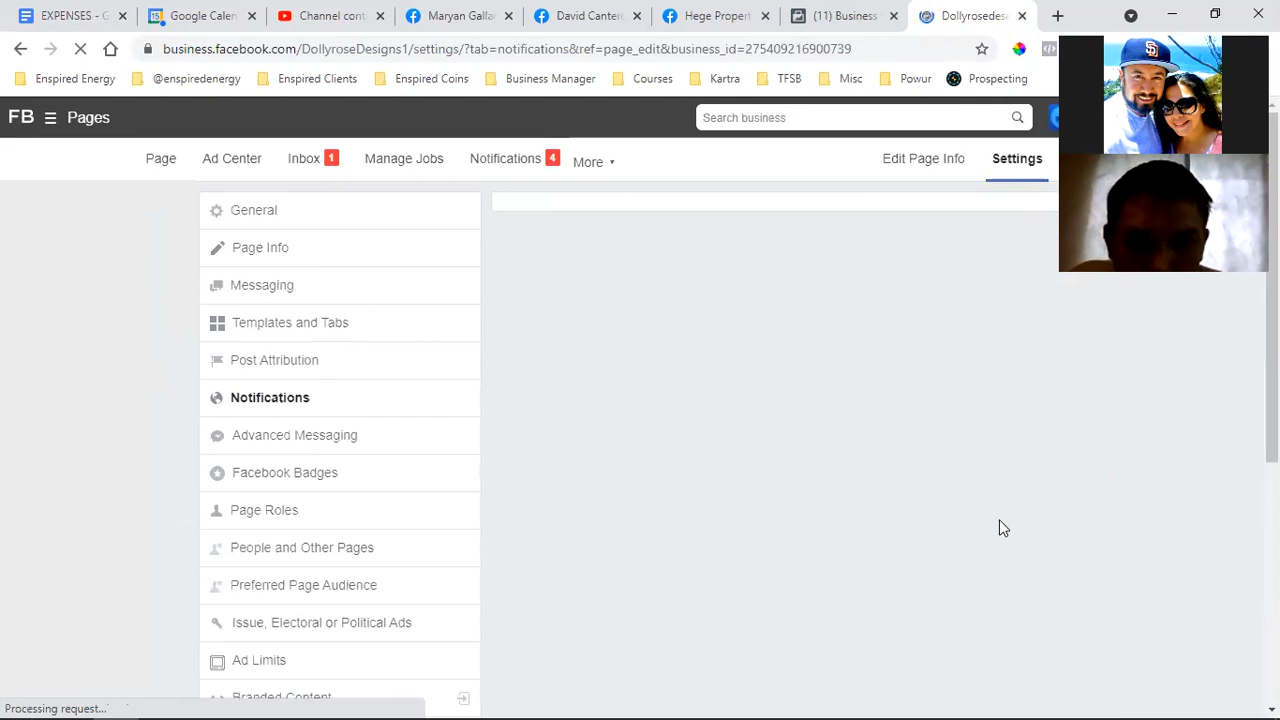 EXPENSES - G
Google Calen
Channel cont
Maryan Galla
David Canter
Hege Propert
(11) Business
Dollyrosedes
business.facebook.com/DollyroseDesigns1/settings/?tab=notifications&ref=page_edit&business_id=275409216900739
Enspired Energy
@enspiredenergy
Enspired Clients
Enspired Coins
Business Manager
Courses
Kartra
TFSB
Misc
Powur
Prospecting
FB
Pages
Search business
Page
Ad Center
Inbox 1
Manage Jobs
Notifications 4
More
Edit Page Info
Settings
General
Page Info
Messaging
Templates and Tabs
Post Attribution
Notifications
Advanced Messaging
Facebook Badges
Page Roles
People and Other Pages
Preferred Page Audience
Issue, Electoral or Political Ads
Ad Limits
Branded Content
Processing request...